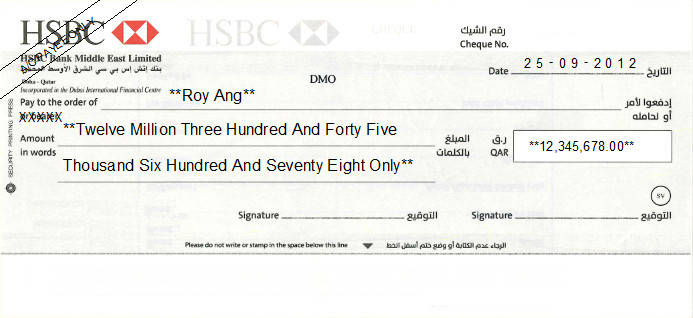 A/C PAYEE ONLY
HSBC
HSBC
CHEQUE
رقم الشيك
Cheque No.
HSBC Bank Middle East Limited
بنك إتش إس بي سي الشرق الأوسط المحدود
Doha - Qatar
Incorporated in the Dubai International Financial Centre
DMO
Date 25-09-2012 التاريخ
Pay to the order of **Roy Ang** إدفعوا لأمر
or bearer XXXXX أو لحامله
Amount in words **Twelve Million Three Hundred And Forty Five المبلغ بالكلمات
Thousand Six Hundred And Seventy Eight Only**
ر.ق QAR **12,345,678.00**
SECURITY PRINTING PRESS
SV
Signature التوقيع Signature التوقيع
Please do not write or stamp in the space below this line الرجاء عدم الكتابة أو وضع ختم أسفل الخط